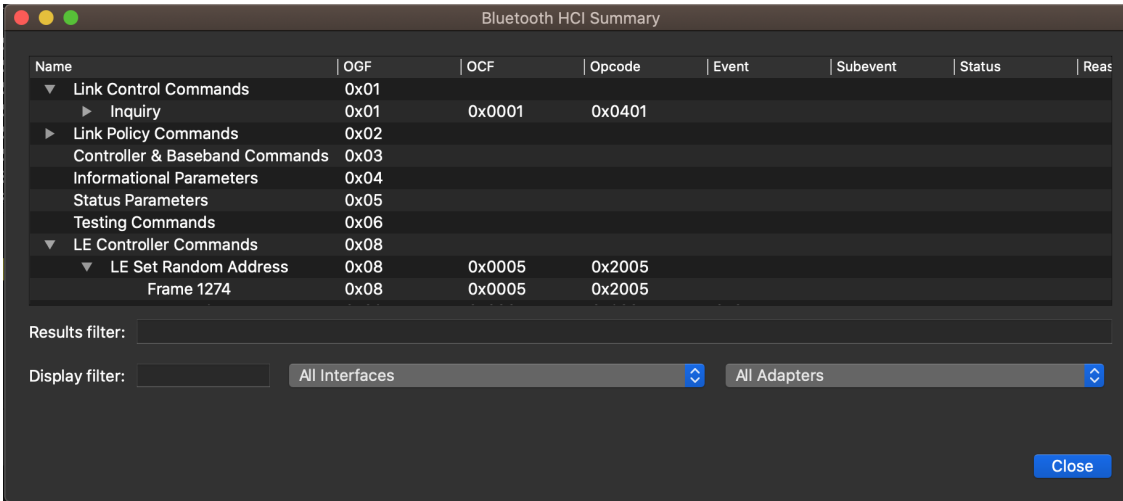 Bluetooth HCI Summary
Name OGF OCF Opcode Event Subevent Status Reas
Link Control Commands 0x01
Inquiry 0x01 0x0001 0x0401
Link Policy Commands 0x02
Controller & Baseband Commands 0x03
Informational Parameters 0x04
Status Parameters 0x05
Testing Commands 0x06
LE Controller Commands 0x08
LE Set Random Address 0x08 0x0005 0x2005
Frame 1274 0x08 0x0005 0x2005
Results filter:
Display filter: All Interfaces All Adapters
Close